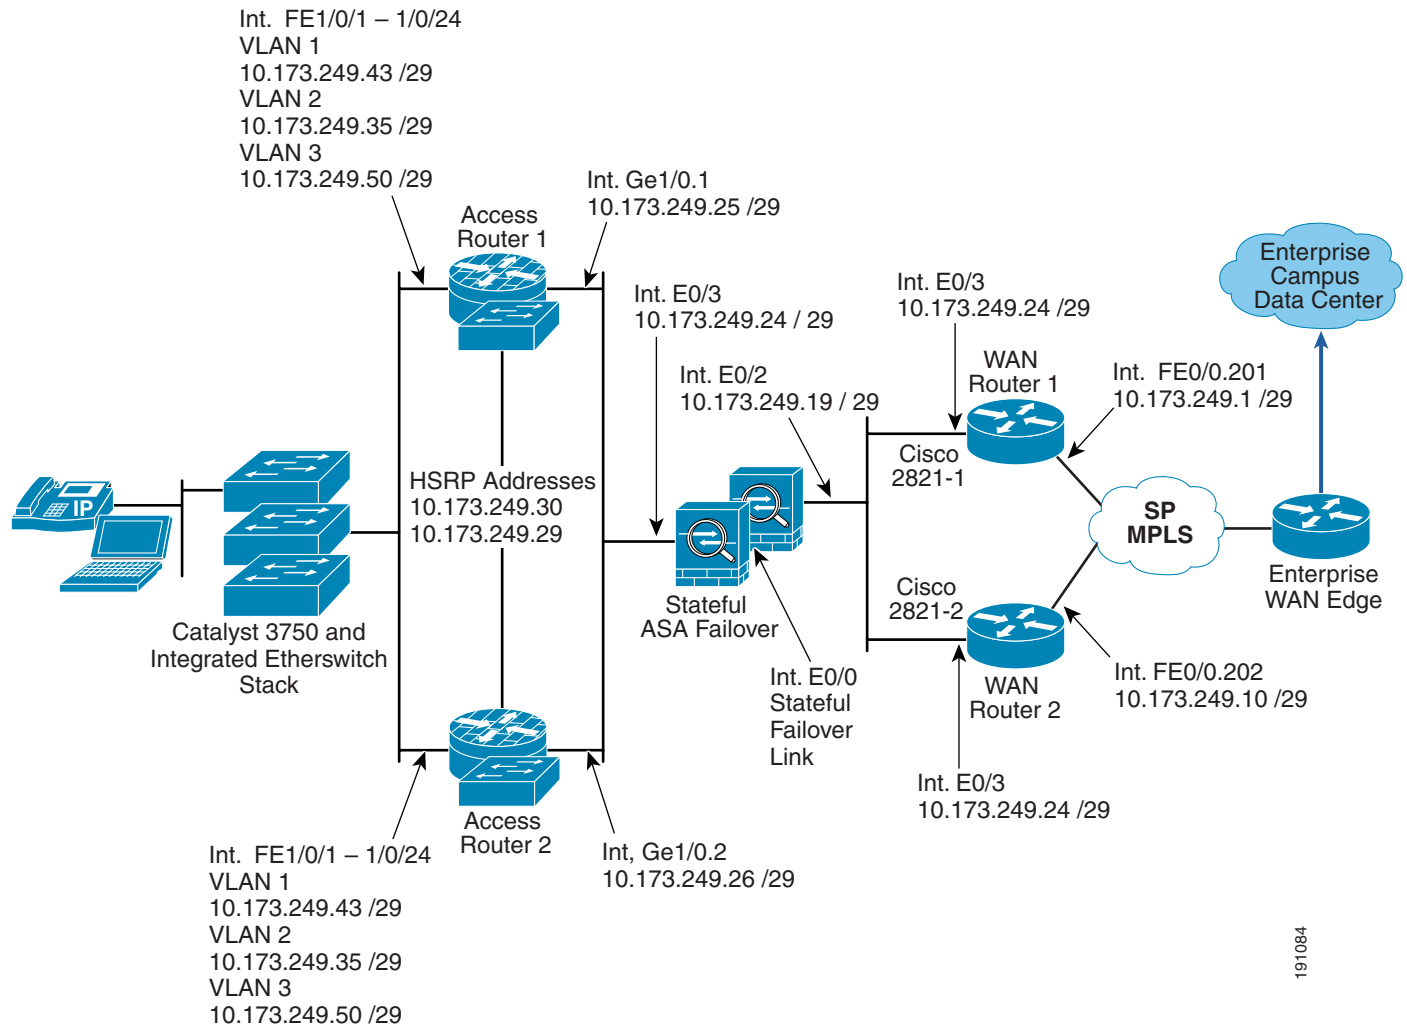 Int.  FE1/0/1 – 1/0/24
VLAN 1
10.173.249.43 /29
VLAN 2
10.173.249.35 /29
VLAN 3
10.173.249.50 /29
Access
Router 1
Int. Ge1/0.1
10.173.249.25 /29
Int. E0/3
10.173.249.24 / 29
Int. E0/2
10.173.249.19 / 29
Int. E0/3
10.173.249.24 /29
WAN
Router 1
Int.  FE0/0.201
10.173.249.1 /29
Enterprise
Campus
Data Center
Cisco
2821-1
HSRP Addresses
10.173.249.30
10.173.249.29
IP
SP
MPLS
Enterprise
WAN Edge
Catalyst 3750 and
Integrated Etherswitch
Stack
Stateful
ASA Failover
Cisco
2821-2
Int. E0/0
Stateful
Failover
Link
WAN
Router 2
Int. FE0/0.202
10.173.249.10 /29
Int. E0/3
10.173.249.24 /29
Access
Router 2
Int, Ge1/0.2
10.173.249.26 /29
Int.  FE1/0/1 – 1/0/24
VLAN 1
10.173.249.43 /29
VLAN 2
10.173.249.35 /29
VLAN 3
10.173.249.50 /29
191084